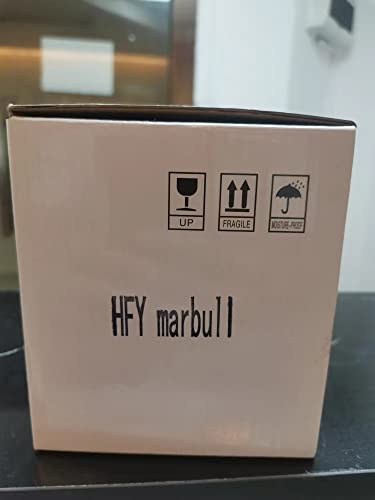 UP FRAGILE MOISTURE-PROOF
HFY marbull